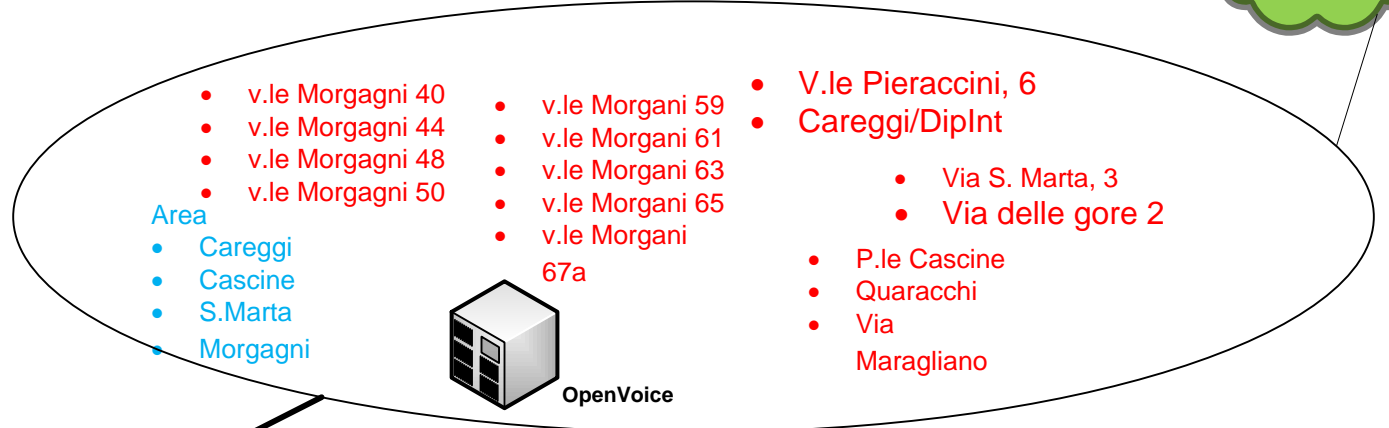 • v.le Morgagni 40
• v.le Morgagni 44
• v.le Morgagni 48
• v.le Morgagni 50
Area
• Careggi
• Cascine
• S.Marta
• Morgagni
• v.le Morgani 59
• v.le Morgani 61
• v.le Morgani 63
• v.le Morgani 65
• v.le Morgani
67a
OpenVoice
• V.le Pieraccini, 6
• Careggi/DipInt
• Via S. Marta, 3
• Via delle gore 2
• P.le Cascine
• Quaracchi
• Via
Maragliano